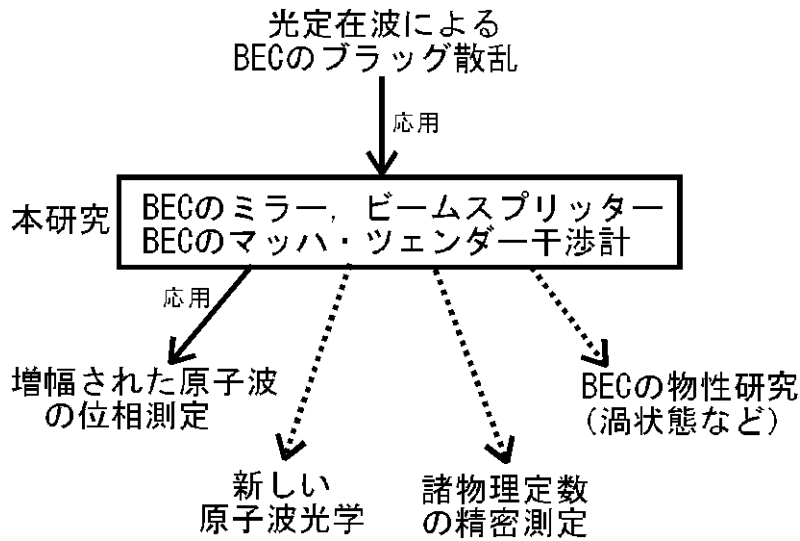 光定在波による
BECのブラッグ散乱
応用
本研究
BECのミラー, ビームスプリッター
BECのマッハ・ツェンダー干渉計
応用
増幅された原子波
の位相測定
BECの物性研究
(渦状態など)
新しい
原子波光学
諸物理定数
の精密測定